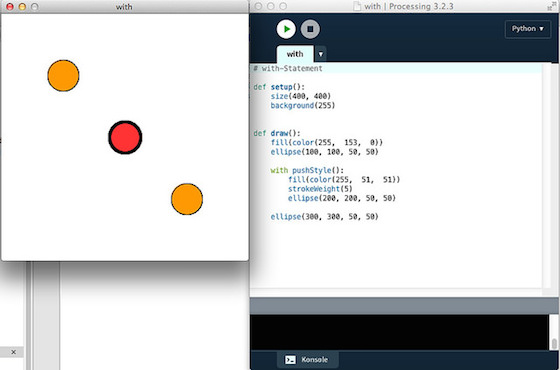 with
with | Processing 3.2.3
Python ▾
with
# with-Statement
def setup():
    size(400, 400)
    background(255)
def draw():
    fill(color(255, 153, 0))
    ellipse(100, 100, 50, 50)
    with pushStyle():
        fill(color(255, 51, 51))
        strokeWeight(5)
        ellipse(200, 200, 50, 50)
    ellipse(300, 300, 50, 50)
Konsole